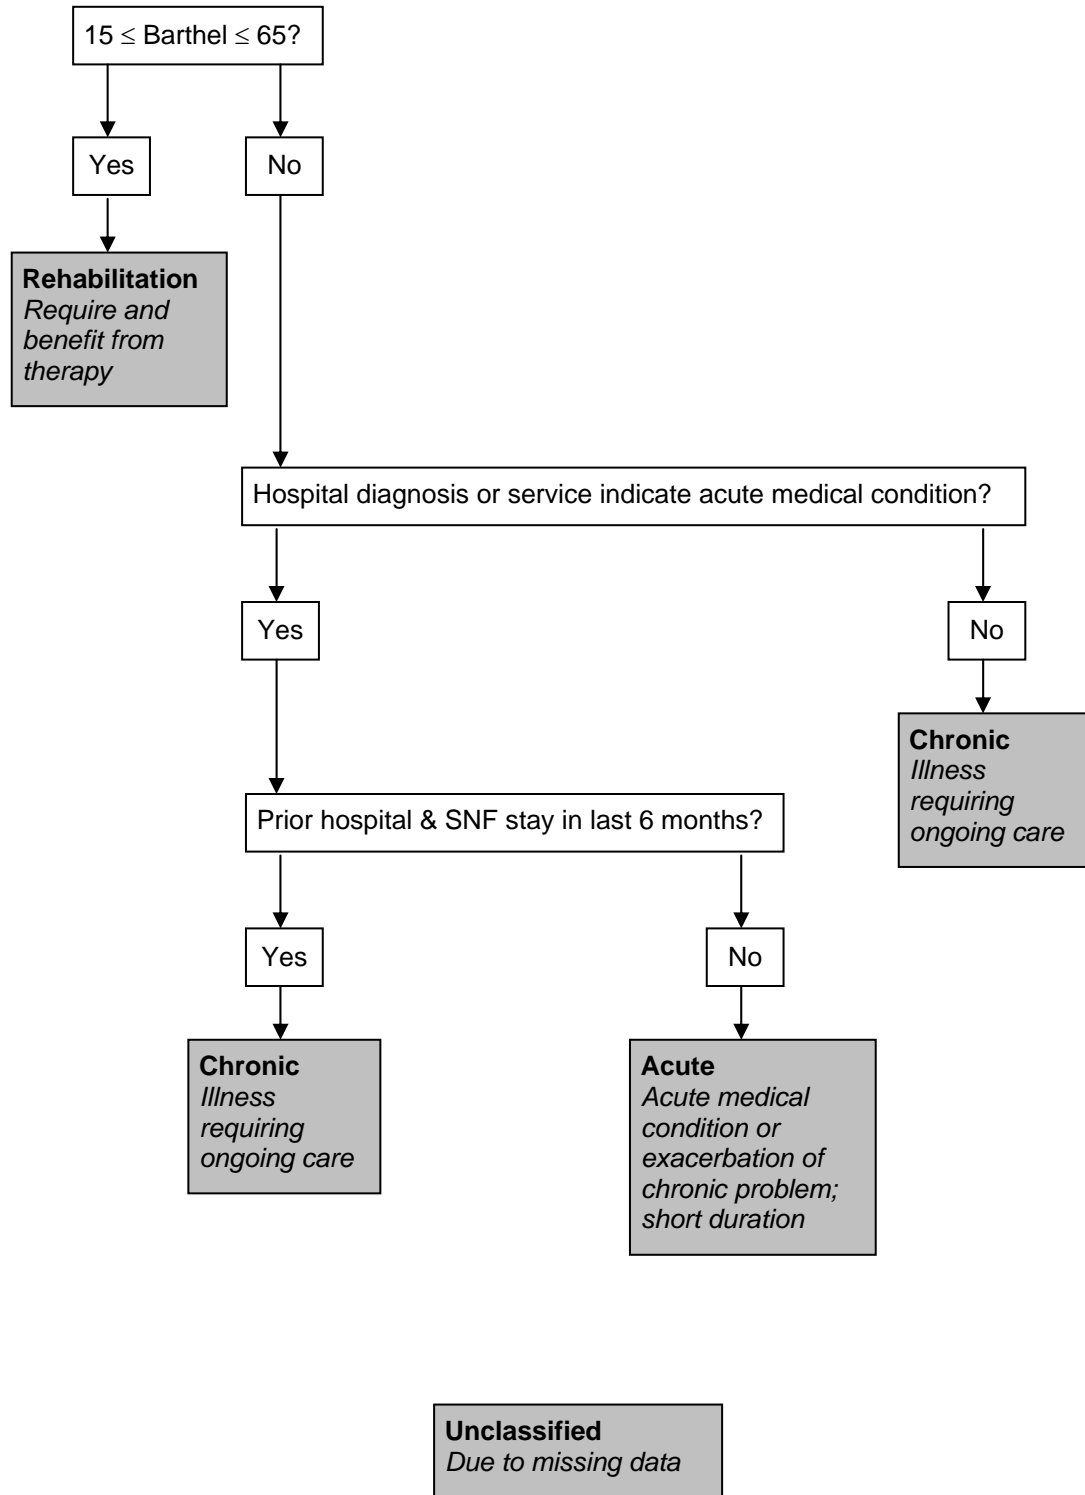 15 ≤ Barthel ≤ 65?
Yes
No
Rehabilitation
Require and
benefit from
therapy
Hospital diagnosis or service indicate acute medical condition?
Yes
No
Chronic
Illness
requiring
ongoing care
Prior hospital & SNF stay in last 6 months?
Yes
No
Chronic
Illness
requiring
ongoing care
Acute
Acute medical
condition or
exacerbation of
chronic problem;
short duration
Unclassified
Due to missing data